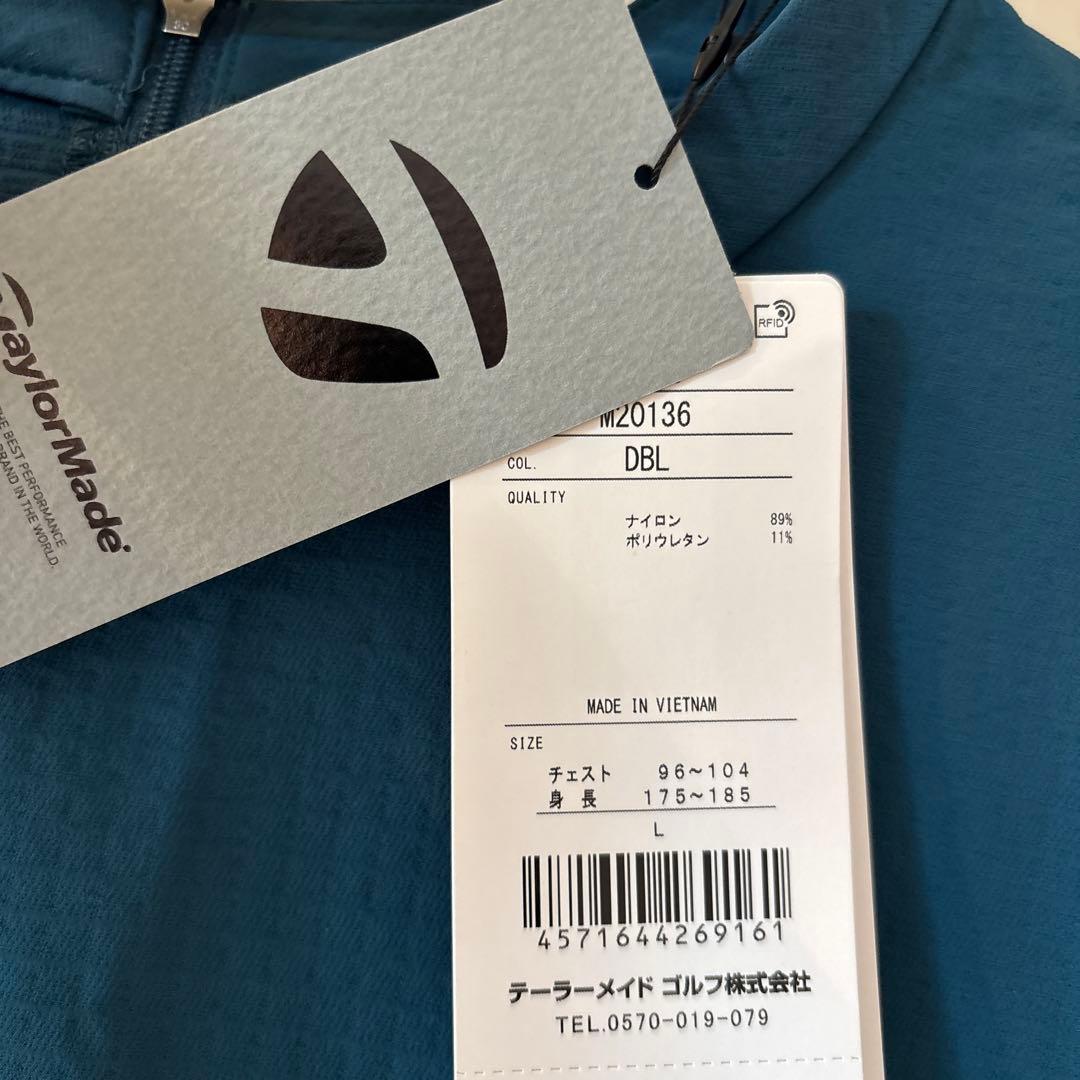 TaylorMade
THE BEST PERFORMANCE
BRAND IN THE WORLD.
RFID
M20136
COL. DBL
QUALITY
ナイロン 89%
ポリウレタン 11%
MADE IN VIETNAM
SIZE
チェスト 96~104
身長 175~185
L
4571644269161
テーラーメイド ゴルフ株式会社
TEL.0570-019-079